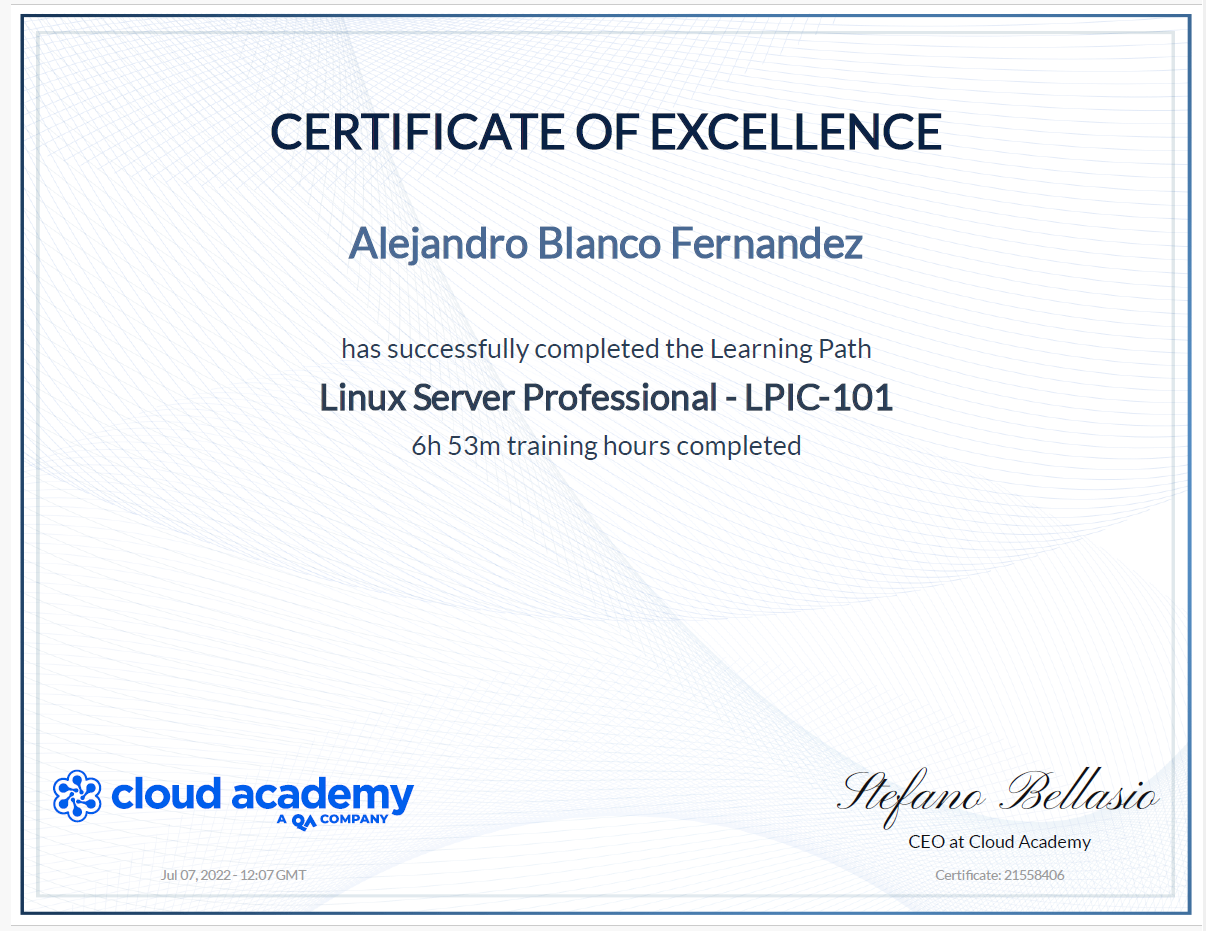 CERTIFICATE OF EXCELLENCE
Alejandro Blanco Fernandez
has successfully completed the Learning Path
Linux Server Professional - LPIC-101
6h 53m training hours completed
cloud academy
A QA COMPANY
Stefano Bellasio
CEO at Cloud Academy
Jul 07, 2022 - 12:07 GMT
Certificate: 21558406